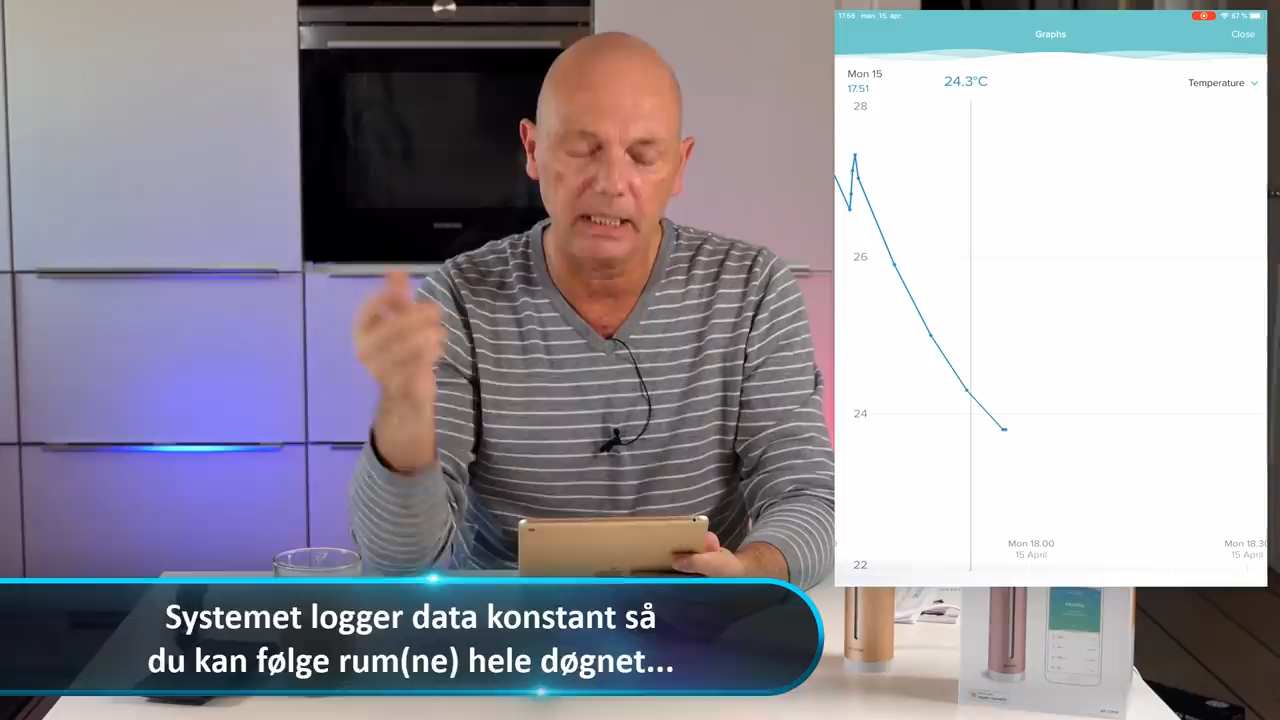 17.56 man. 15. apr.
87 %
Graphs
Close
Mon 15
17.51
24.3°C
Temperature
28
26
24
22
Mon 18.00
15 April
Mon 18.30
15 April
SIEMENS
Systemet logger data konstant så
du kan følge rum(ne) hele døgnet...